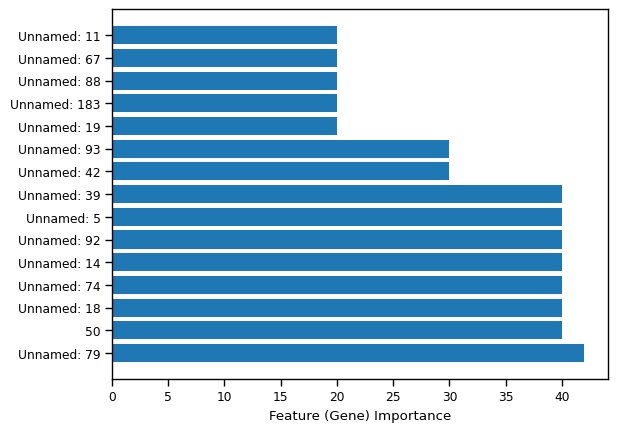 Unnamed: 11
Unnamed: 67
Unnamed: 88
Unnamed: 183
Unnamed: 19
Unnamed: 93
Unnamed: 42
Unnamed: 39
Unnamed: 5
Unnamed: 92
Unnamed: 14
Unnamed: 74
Unnamed: 18
50
Unnamed: 79
0 5 10 15 20 25 30 35 40
Feature (Gene) Importance